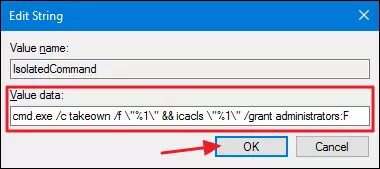 Edit String
Value name:
IsolatedCommand
Value data:
cmd.exe /c takeown /f \"%1\" && icacls \"%1\" /grant administrators:F
OK
Cancel